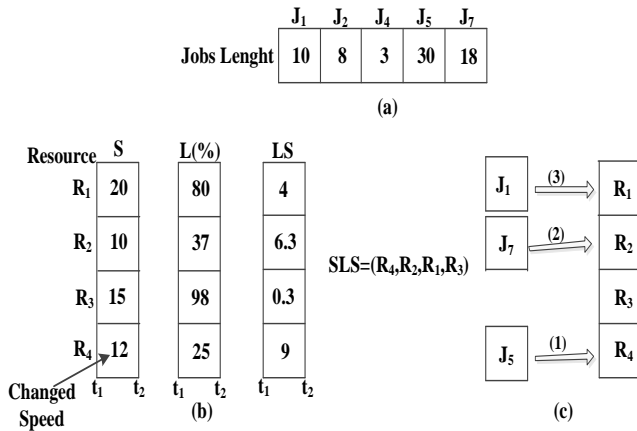 J1 J2 J4 J5 J7
Jobs Lenght 10 8 3 30 18
(a)
Resource S L(%) LS
R1 20 80 4
R2 10 37 6.3
R3 15 98 0.3
R4 12 25 9
t1 t2 t1 t2 t1 t2
Changed Speed
(b)
SLS=(R4,R2,R1,R3)
J1 (3) R1
J7 (2) R2
R3
J5 (1) R4
(c)